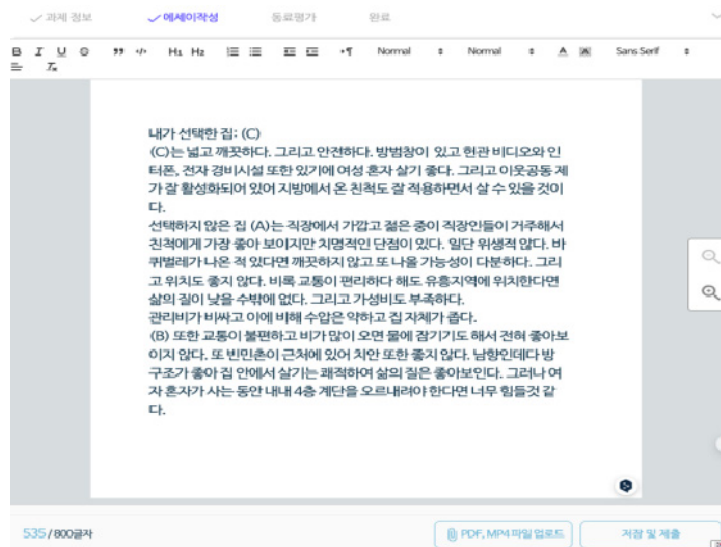 과제 정보 에세이작성 동료평가 완료
B I U H1 H2 Normal Normal A Sans Serif
내가 선택한 집: (C)
(C)는 넓고 깨끗하다. 그리고 안전하다. 방범창이 있고 현관 비디오와 인
터폰, 전자 경비시설 또한 있기에 여성 혼자 살기 좋다. 그리고 이웃공동 제
가 잘 활성화되어 있어 지방에서 온 친척도 잘 적용하면서 살 수 있을 것이
다.
선택하지 않은 집 (A)는 직장에서 가깝고 젊은 중이 직장인들이 거주해서
친척에게 가장 좋아 보이지만 치명적인 단점이 있다. 일단 위생적 않다. 바
퀴벌레가 나온 적 있다면 깨끗하지 않고 또 나올 가능성이 다분하다. 그리
고 위치도 좋지 않다. 비록 교통이 편리하다 해도 유흥지역에 위치한다면
삶의 질이 낮을 수밖에 없다. 그리고 가성비도 부족하다.
관리비가 비싸고 이에 비해 수압은 약하고 집 자체가 좁다.
(B) 또한 교통이 불편하고 비가 많이 오면 물에 잠기기도 해서 전혀 좋아보
이지 않다. 또 빈민촌이 근처에 있어 치안 또한 좋지 않다. 남향인데다 방
구조가 좋아 집 안에서 살기는 쾌적하여 삶의 질은 좋아보인다. 그러나 여
자 혼자가 사는 동안 내내 4층 계단을 오르내려야 한다면 너무 힘들것 같
다.
535/800글자 PDF, MP4 파일 업로드 저장 및 제출